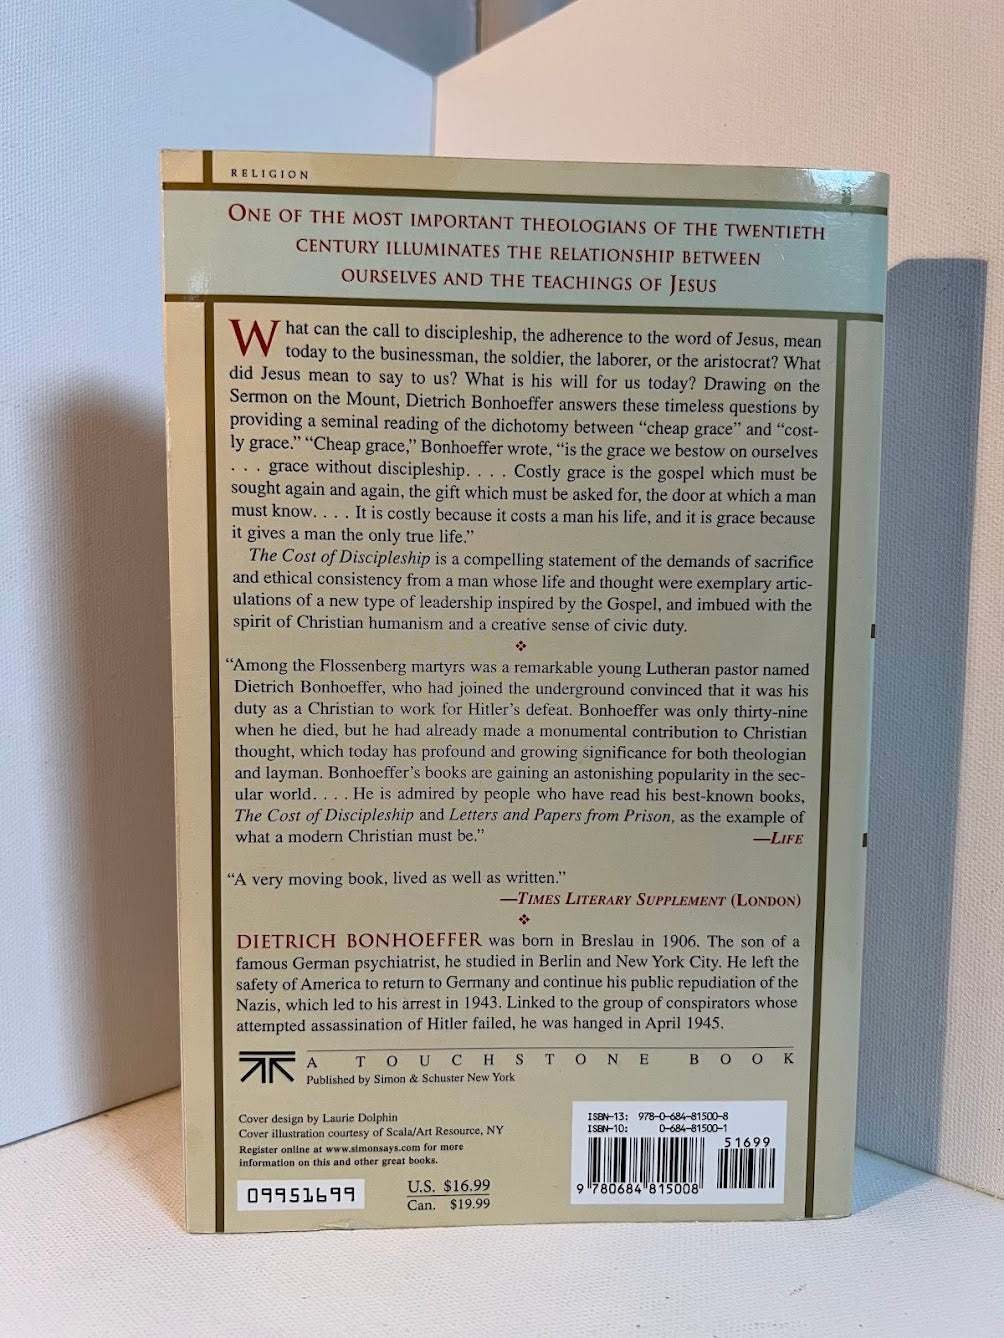 RELIGION
ONE OF THE MOST IMPORTANT THEOLOGIANS OF THE TWENTIETH
CENTURY ILLUMINATES THE RELATIONSHIP BETWEEN
OURSELVES AND THE TEACHINGS OF JESUS
What can the call to discipleship, the adherence to the word of Jesus, mean
today to the businessman, the soldier, the laborer, or the aristocrat? What
did Jesus mean to say to us? What is his will for us today? Drawing on the
Sermon on the Mount, Dietrich Bonhoeffer answers these timeless questions by
providing a seminal reading of the dichotomy between “cheap grace” and “cost-
ly grace.” “Cheap grace,” Bonhoeffer wrote, “is the grace we bestow on ourselves
. . . grace without discipleship. . . . Costly grace is the gospel which must be
sought again and again, the gift which must be asked for, the door at which a man
must know. . . . It is costly because it costs a man his life, and it is grace because
it gives a man the only true life.”
The Cost of Discipleship is a compelling statement of the demands of sacrifice
and ethical consistency from a man whose life and thought were exemplary artic-
ulations of a new type of leadership inspired by the Gospel, and imbued with the
spirit of Christian humanism and a creative sense of civic duty.
“Among the Flossenberg martyrs was a remarkable young Lutheran pastor named
Dietrich Bonhoeffer, who had joined the underground convinced that it was his
duty as a Christian to work for Hitler’s defeat. Bonhoeffer was only thirty-nine
when he died, but he had already made a monumental contribution to Christian
thought, which today has profound and growing significance for both theologian
and layman. Bonhoeffer’s books are gaining an astonishing popularity in the sec-
ular world. . . . He is admired by people who have read his best-known books,
The Cost of Discipleship and Letters and Papers from Prison, as the example of
what a modern Christian must be.” —LIFE
“A very moving book, lived as well as written.”
—TIMES LITERARY SUPPLEMENT (LONDON)
DIETRICH BONHOEFFER was born in Breslau in 1906. The son of a
famous German psychiatrist, he studied in Berlin and New York City. He left the
safety of America to return to Germany and continue his public repudiation of the
Nazis, which led to his arrest in 1943. Linked to the group of conspirators whose
attempted assassination of Hitler failed, he was hanged in April 1945.
A TOUCHSTONE BOOK
Published by Simon & Schuster New York
Cover design by Laurie Dolphin
Cover illustration courtesy of Scala/Art Resource, NY
Register online at www.simonsays.com for more
information on this and other great books.
09951699
U.S. $16.99
Can. $19.99
ISBN-13: 978-0-684-81500-8
ISBN-10: 0-684-81500-1
51699
9 780684 815008